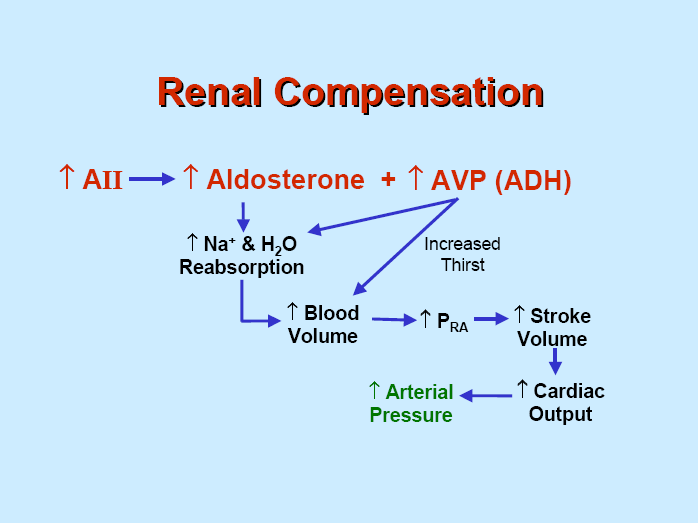 Renal Compensation
↑ AII ↑ Aldosterone + ↑ AVP (ADH)
↑ Na⁺ & H₂O
Reabsorption
Increased
Thirst
↑ Blood
Volume
↑ P_RA
↑ Stroke
Volume
↑ Cardiac
Output
↑ Arterial
Pressure